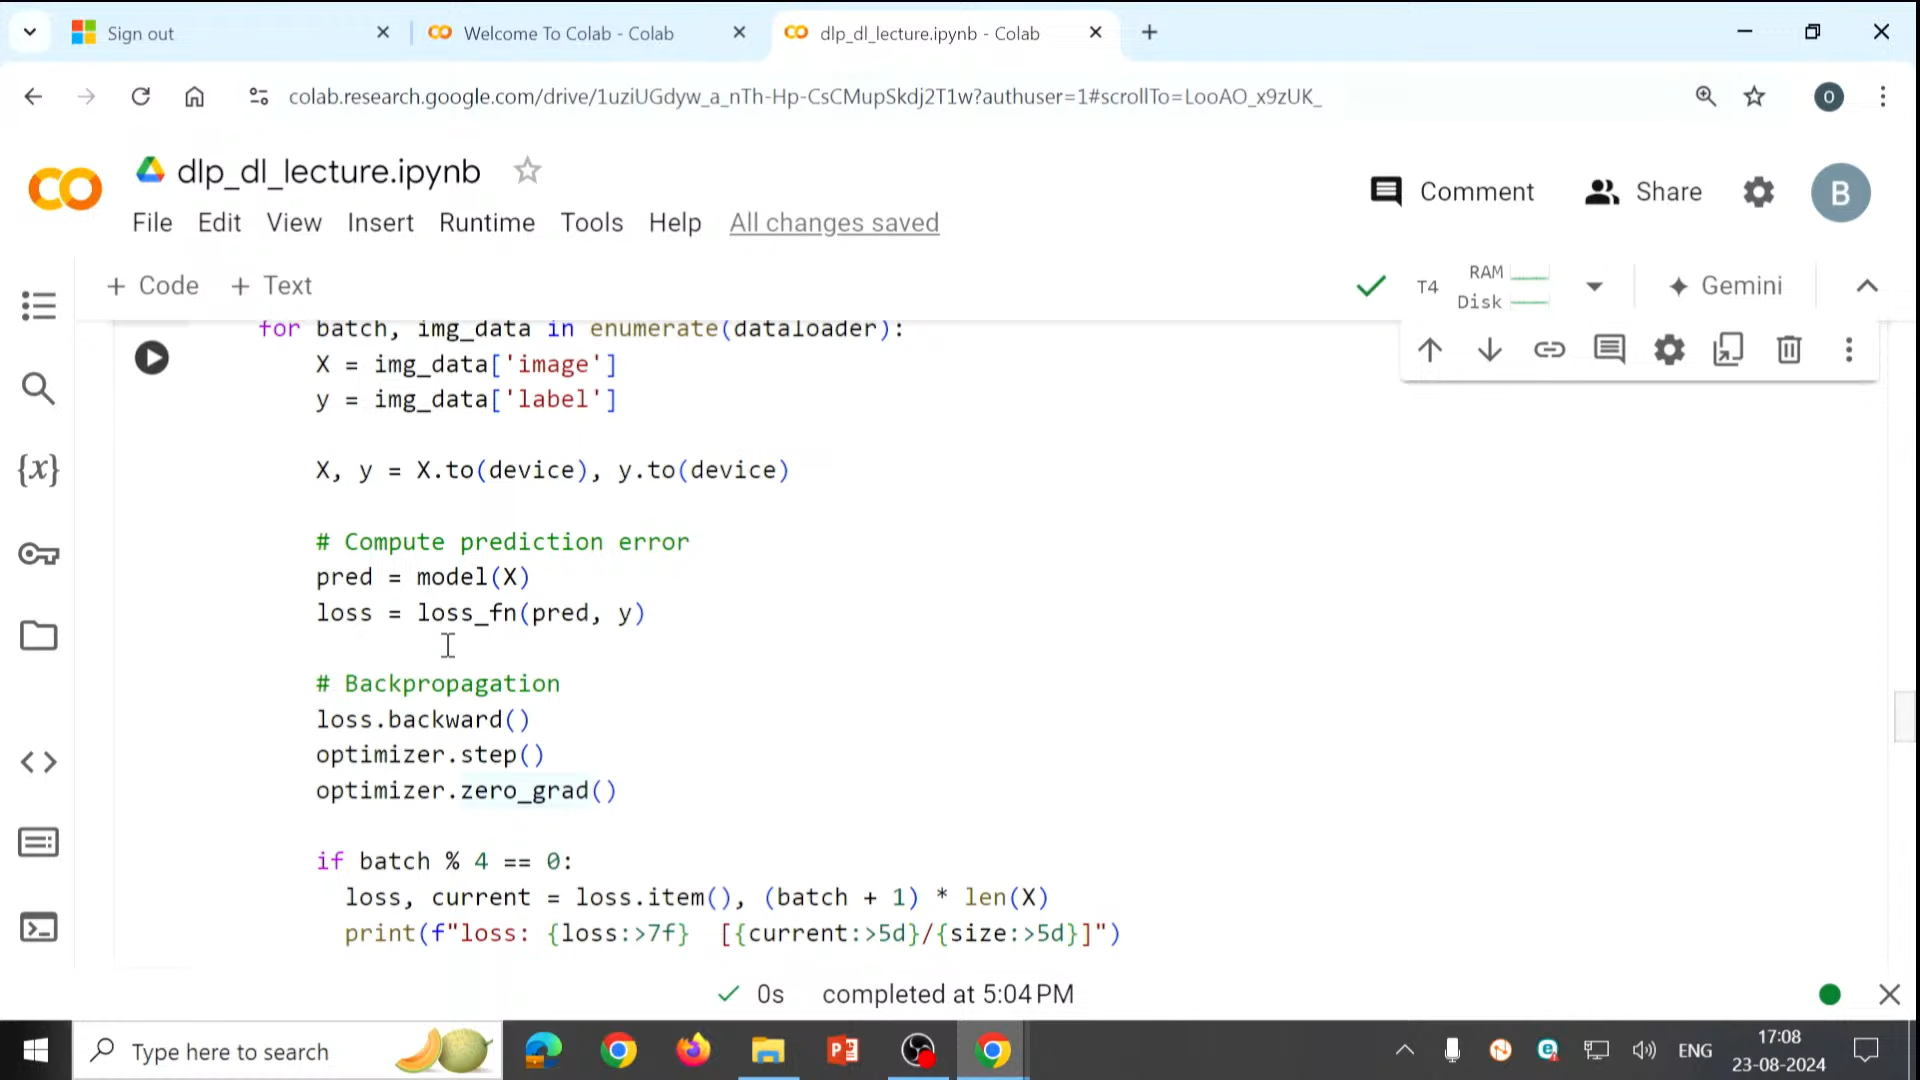 Sign out
Welcome To Colab - Colab
dlp_dl_lecture.ipynb - Colab
colab.research.google.com/drive/1uziUGdyw_a_nTh-Hp-CsCMupSkdj2T1w?authuser=1#scrollTo=LooAO_x9zUK_
O
CO
dlp_dl_lecture.ipynb
Comment
Share
B
File Edit View Insert Runtime Tools Help All changes saved
+ Code + Text
T4
RAM
Disk
Gemini
for batch, img_data in enumerate(dataloader):
X = img_data['image']
y = img_data['label']
X, y = X.to(device), y.to(device)
# Compute prediction error
pred = model(X)
loss = loss_fn(pred, y)
# Backpropagation
loss.backward()
optimizer.step()
optimizer.zero_grad()
if batch % 4 == 0:
loss, current = loss.item(), (batch + 1) * len(X)
print(f"loss: {loss:>7f}  [{current:>5d}/{size:>5d}]")
{x}
0s completed at 5:04 PM
Type here to search
ENG
17:08
23-08-2024